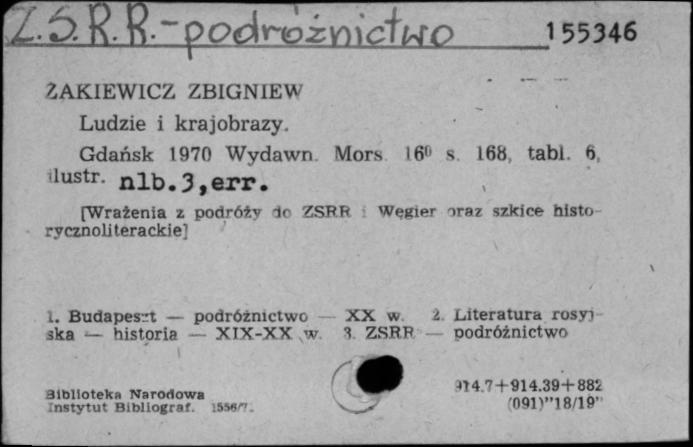 Z.S.R.R.-podróżnictwo 155346
ŻAKIEWICZ ZBIGNIEW
Ludzie i krajobrazy.
Gdańsk 1970 Wydawn. Mors. 16⁰ s. 168, tabl. 6,
ilustr. nlb.3,err.
[Wrażenia z podróży do ZSRR i Węgier oraz szkice histo-
rycznoliterackie]
1. Budapeszt — podróżnictwo — XX w. 2. Literatura rosyj-
ska — historia — XIX-XX w. 3. ZSRR — podróżnictwo
Biblioteka Narodowa 914.7+914.39+882
Instytut Bibliograf. 1556/7. (091)"18/19"